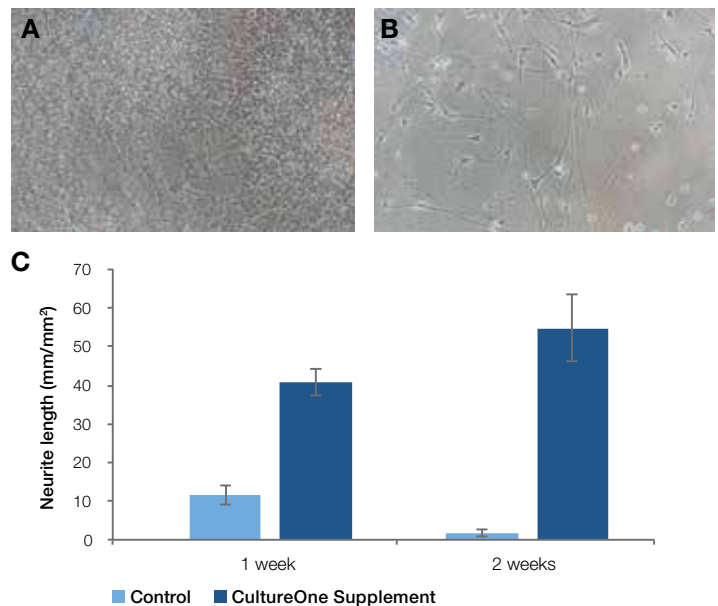 A
B
C
Neurite length (mm/mm²)
70
60
50
40
30
20
10
0
1 week
2 weeks
Control
CultureOne Supplement